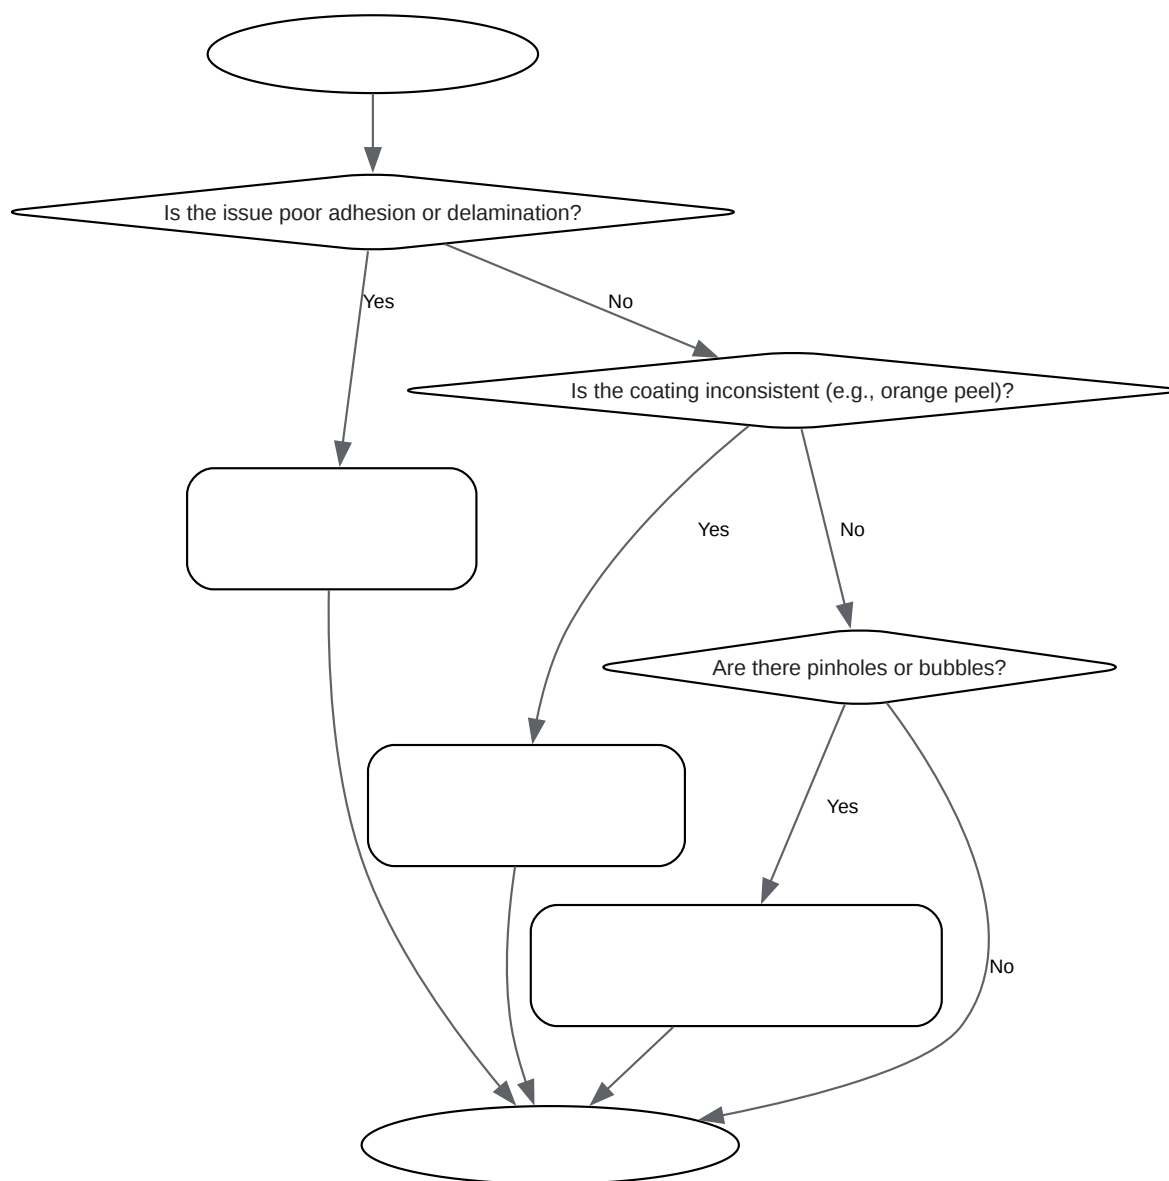 Is the issue poor adhesion or delamination?
Yes
No
Is the coating inconsistent (e.g., orange peel)?
Yes
No
Are there pinholes or bubbles?
Yes
No